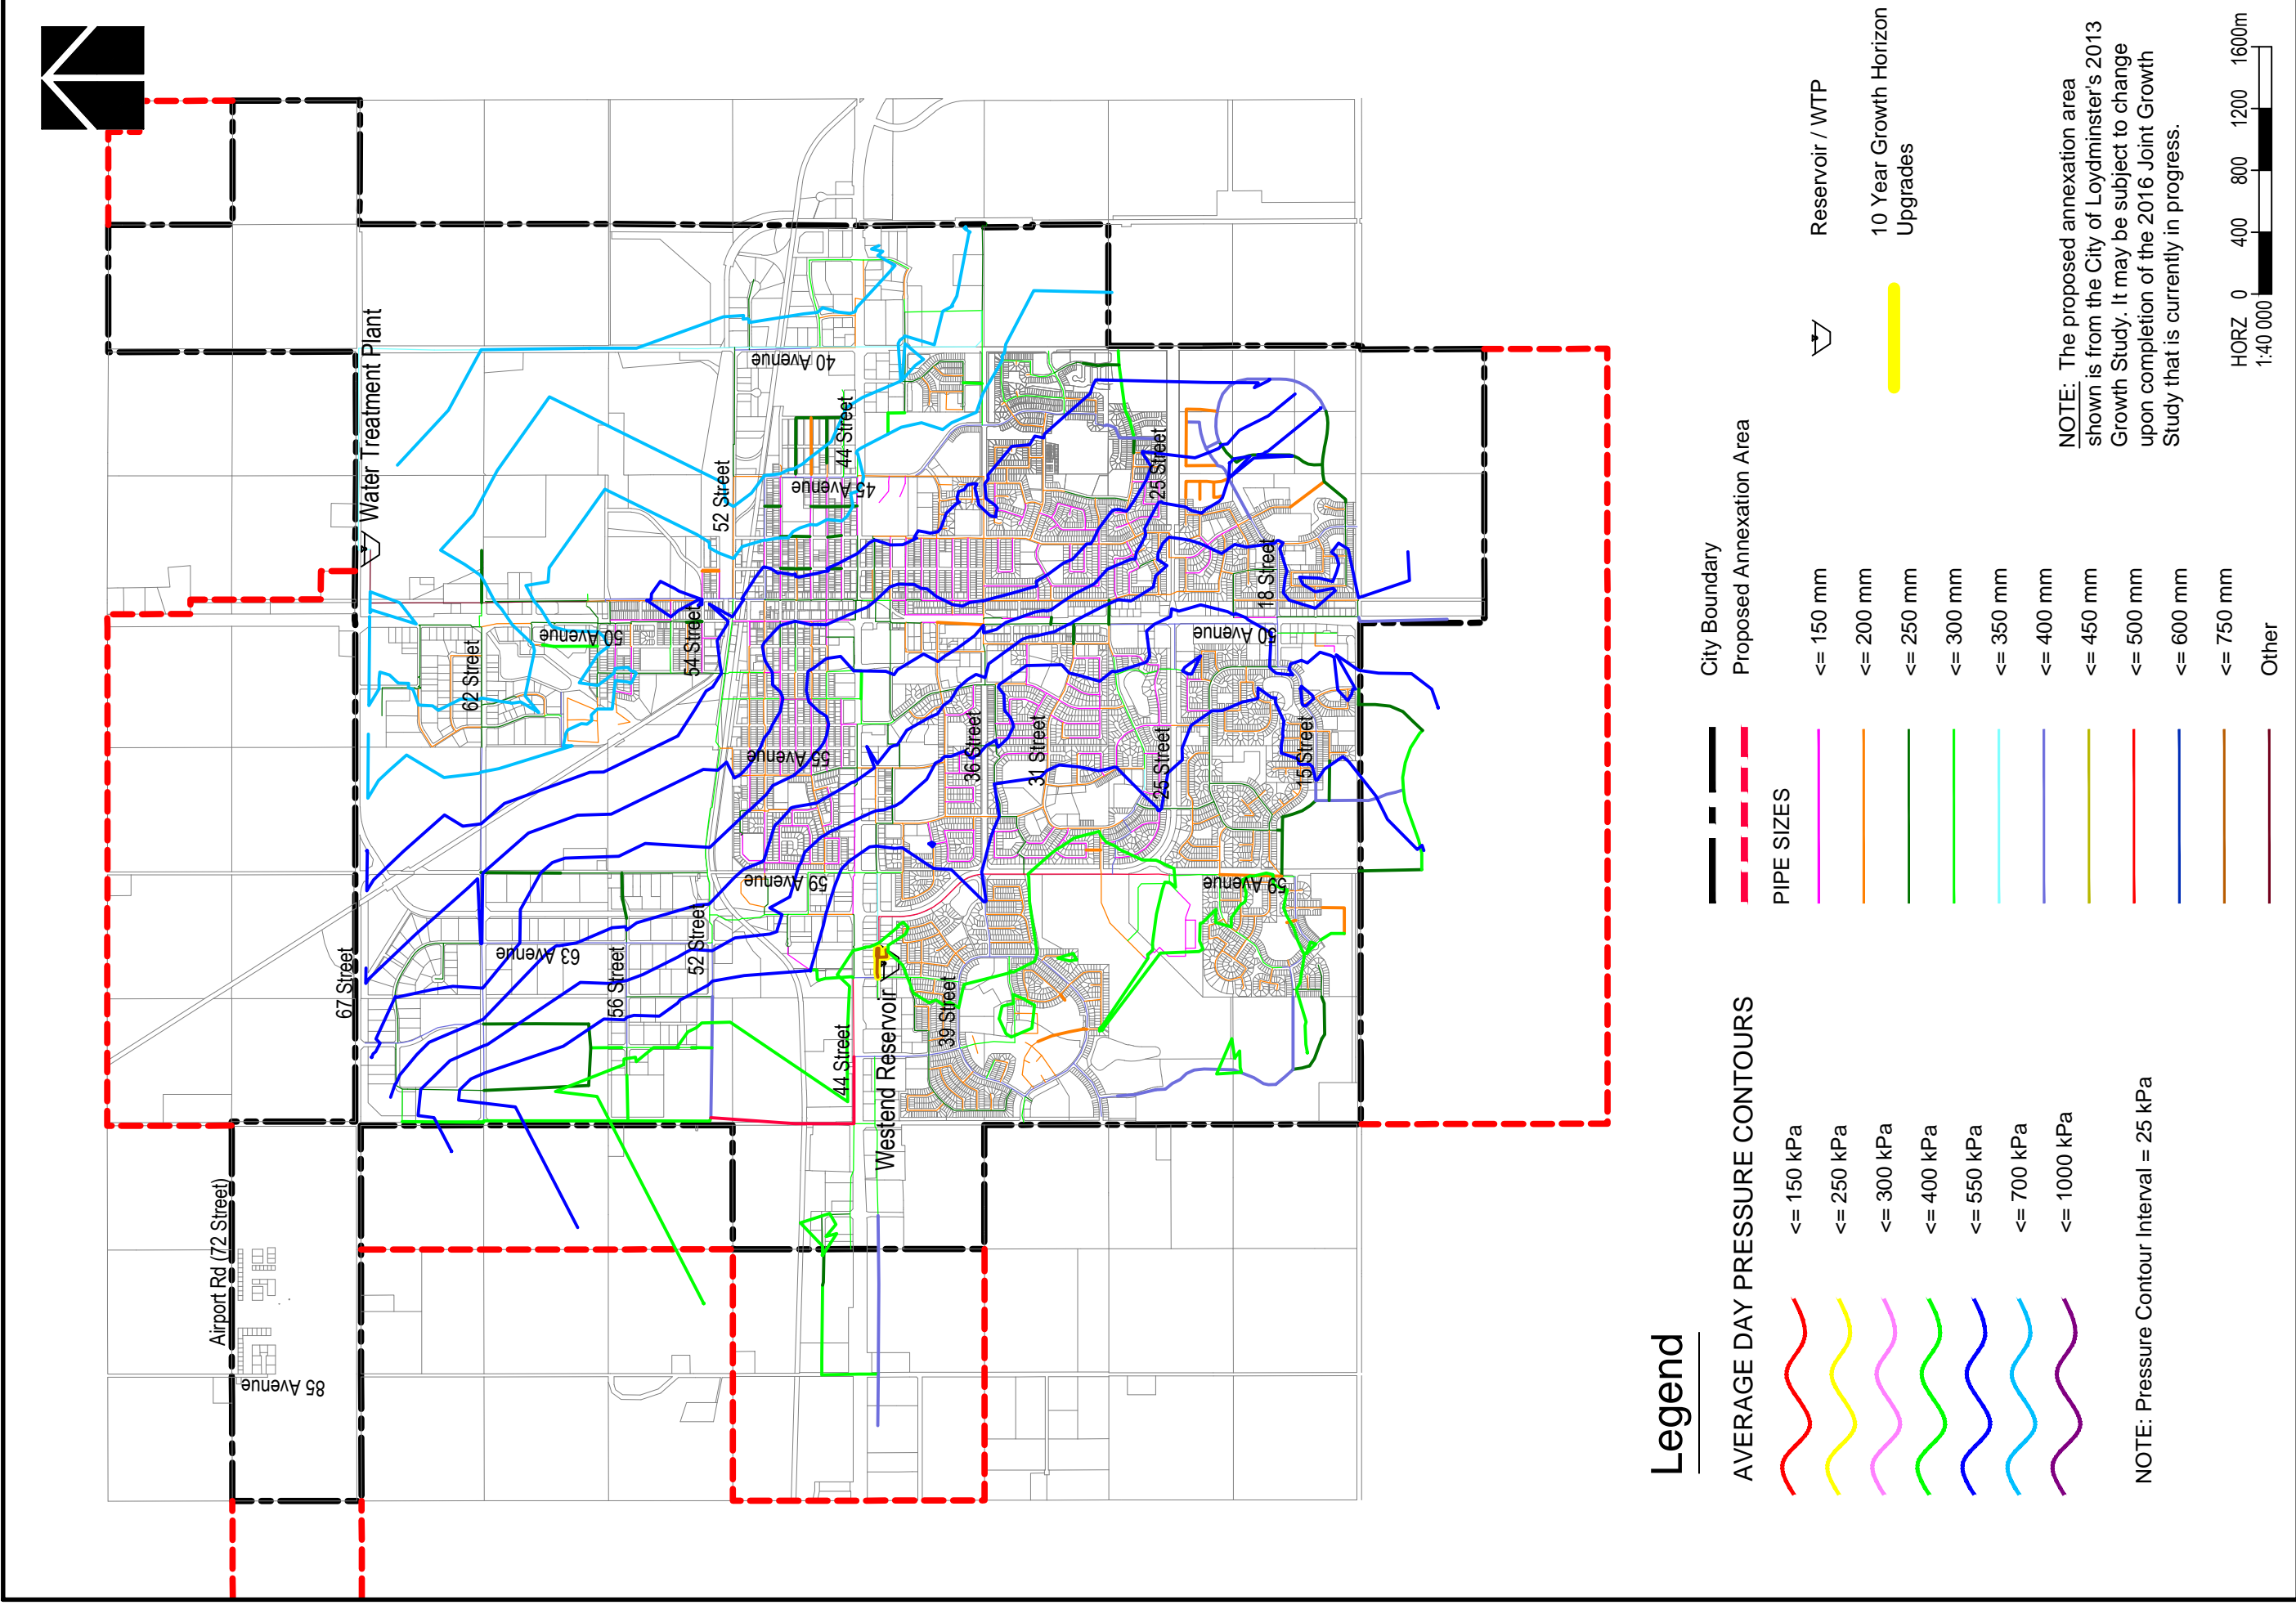 Airport Rd (72 Street)
85 Avenue
67 Street
Water Treatment Plant
62 Street
50 Avenue
63 Avenue
56 Street
54 Street
52 Street
52 Street
40 Avenue
44 Street
45 Avenue
55 Avenue
59 Avenue
44 Street
Westend Reservoir
39 Street
36 Street
31 Street
25 Street
25 Street
18 Street
50 Avenue
59 Avenue
15 Street
Legend
AVERAGE DAY PRESSURE CONTOURS
<= 150 kPa
<= 250 kPa
<= 300 kPa
<= 400 kPa
<= 550 kPa
<= 700 kPa
<= 1000 kPa
NOTE: Pressure Contour Interval = 25 kPa
City Boundary
Proposed Annexation Area
PIPE SIZES
<= 150 mm
<= 200 mm
<= 250 mm
<= 300 mm
<= 350 mm
<= 400 mm
<= 450 mm
<= 500 mm
<= 600 mm
<= 750 mm
Other
Reservoir / WTP
10 Year Growth Horizon
Upgrades
NOTE: The proposed annexation area
shown is from the City of Loydminster's 2013
Growth Study. It may be subject to change
upon completion of the 2016 Joint Growth
Study that is currently in progress.
HORZ 0 400 800 1200 1600m
1:40 000